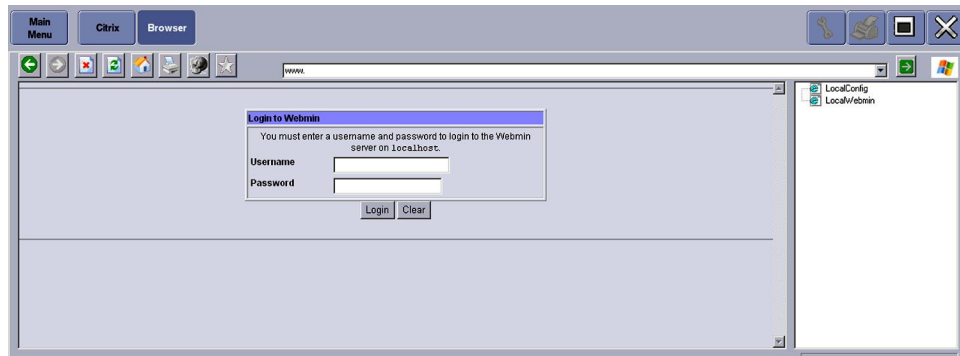 Main
Menu
Citrix
Browser
www.
LocalConfig
LocalWebmin
Login to Webmin
You must enter a username and password to login to the Webmin
server on localhost.
Username
Password
Login
Clear